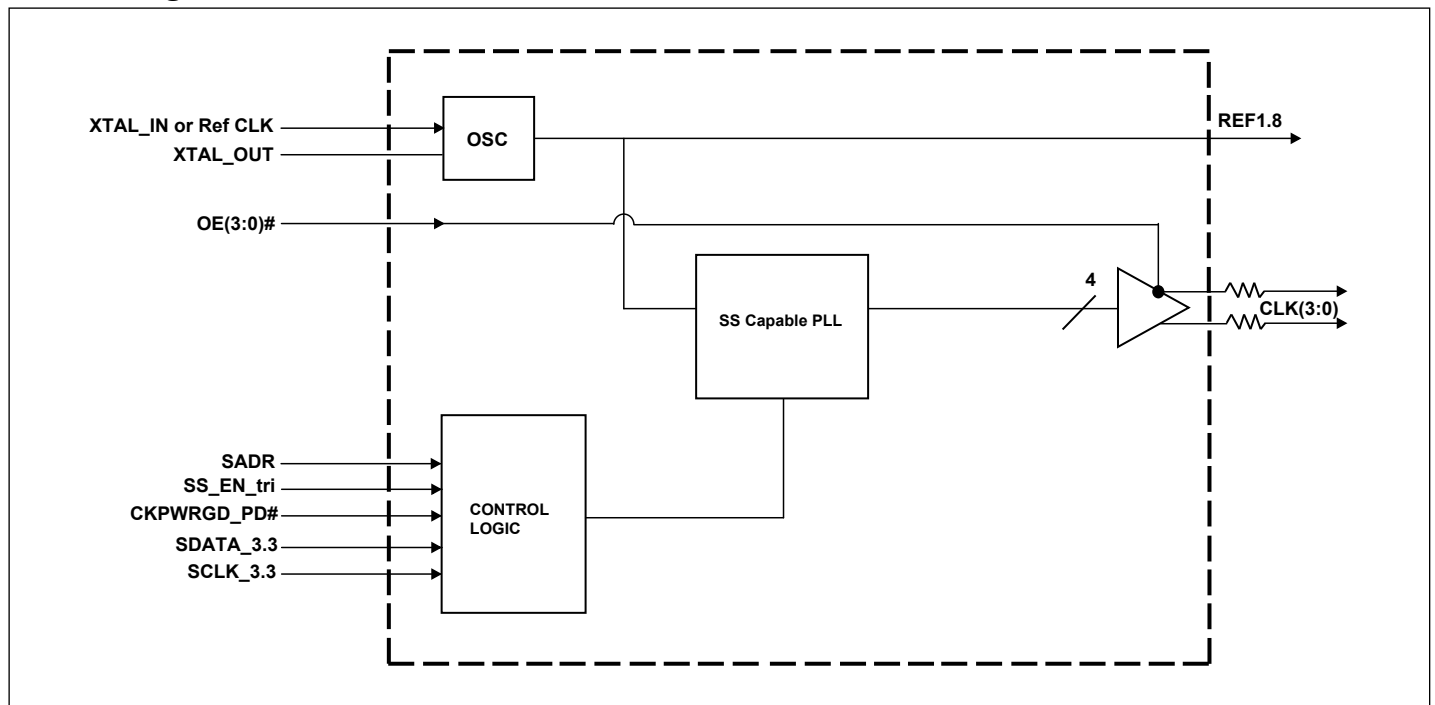 XTAL_IN or Ref CLK
XTAL_OUT
OSC
REF1.8
OE(3:0)#
SS Capable PLL
4
CLK(3:0)
SADR
SS_EN_tri
CKPWRGD_PD#
SDATA_3.3
SCLK_3.3
CONTROL
LOGIC